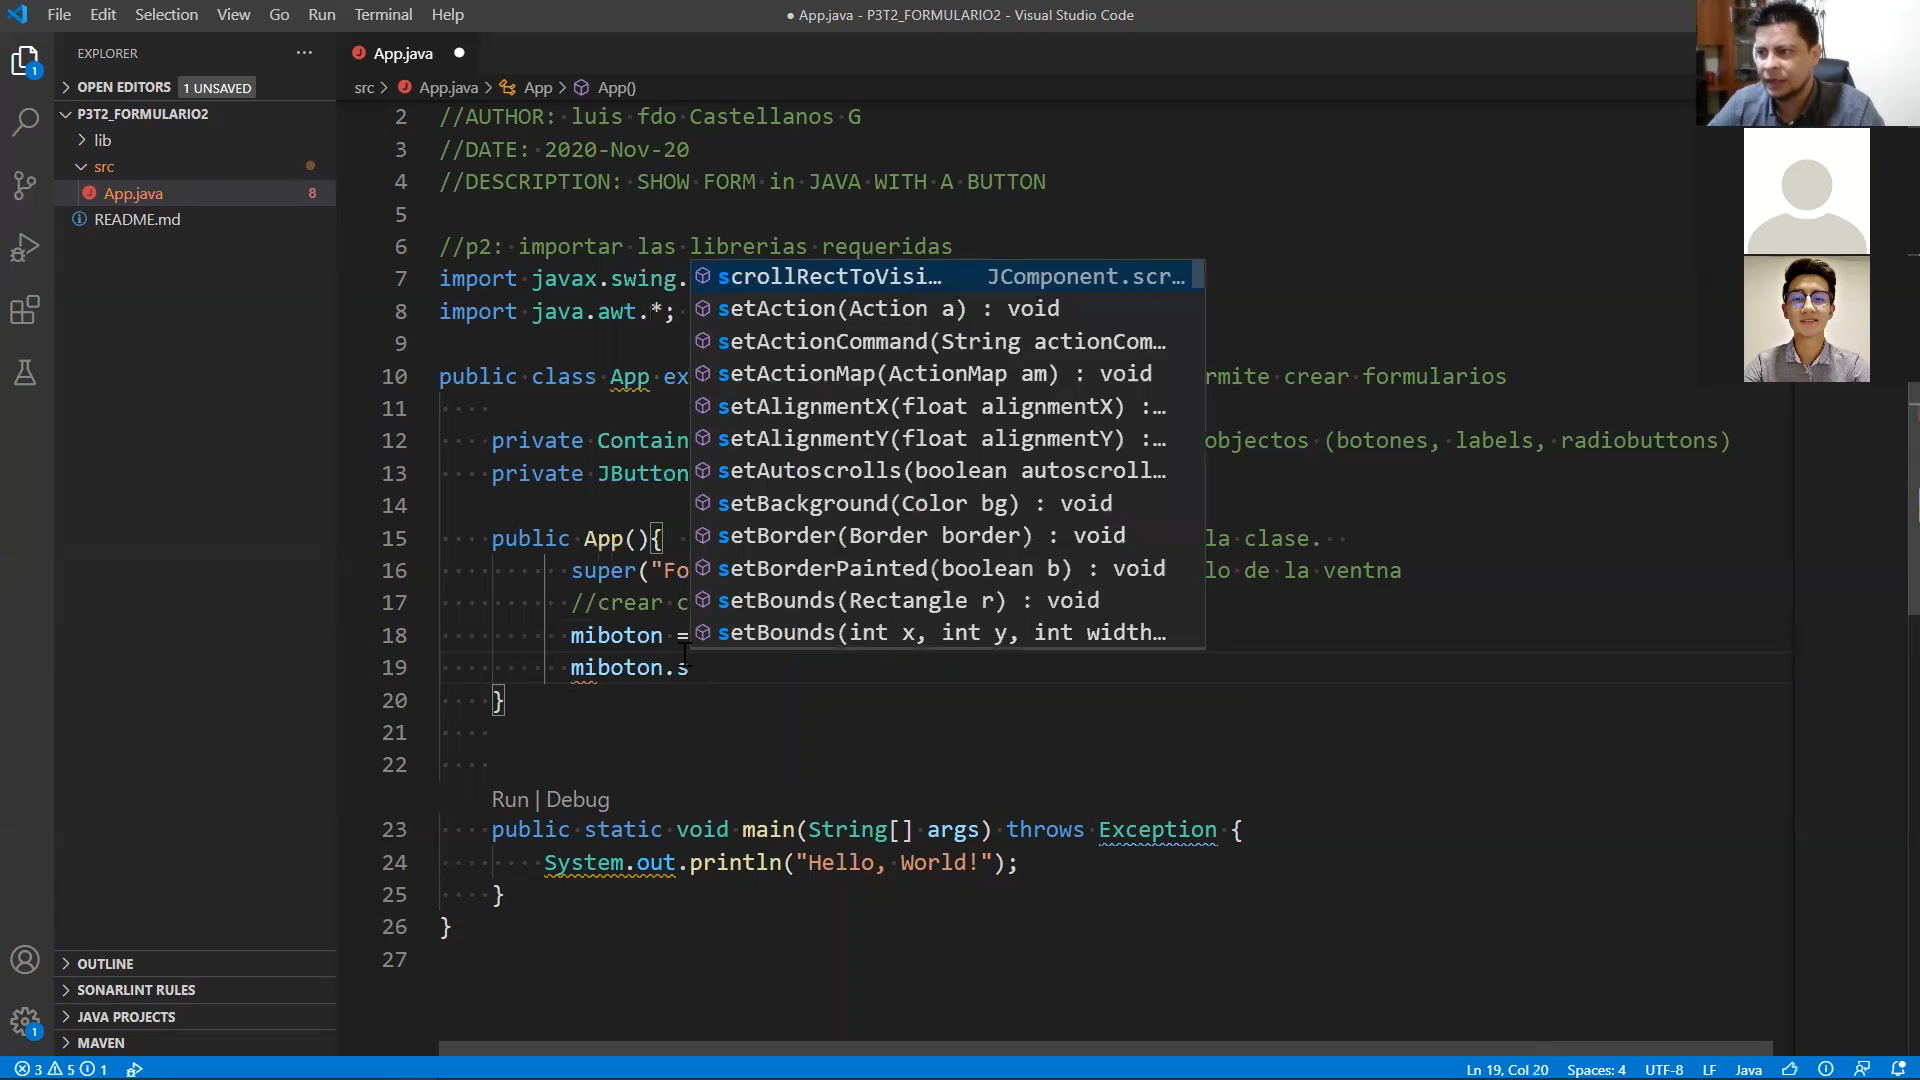 File Edit Selection View Go Run Terminal Help
● App.java - P3T2_FORMULARIO2 - Visual Studio Code
EXPLORER ···
OPEN EDITORS 1 UNSAVED
P3T2_FORMULARIO2
lib
src
App.java 8
README.md
OUTLINE
SONARLINT RULES
JAVA PROJECTS
MAVEN
1
1
App.java ●
src > App.java > App > App()
2 //AUTHOR: luis fdo Castellanos G
3 //DATE: 2020-Nov-20
4 //DESCRIPTION: SHOW FORM in JAVA WITH A BUTTON
5
6 //p2: importar las librerias requeridas
7 import javax.swing.
8 import java.awt.*;
9
10 public class App ex rmite crear formularios
11
12 private Contain objectos (botones, labels, radiobuttons)
13 private JButton
14
15 public App(){ la clase.
16 super("Fo lo de la ventna
17 //crear c
18 miboton =
19 miboton.s
20 }
21
22
Run | Debug
23 public static void main(String[] args) throws Exception {
24 System.out.println("Hello, World!");
25 }
26 }
27
scrollRectToVisi… JComponent.scr…
setAction(Action a) : void
setActionCommand(String actionCom…
setActionMap(ActionMap am) : void
setAlignmentX(float alignmentX) :…
setAlignmentY(float alignmentY) :…
setAutoscrolls(boolean autoscroll…
setBackground(Color bg) : void
setBorder(Border border) : void
setBorderPainted(boolean b) : void
setBounds(Rectangle r) : void
setBounds(int x, int y, int width…
3 5 1
Ln 19, Col 20 Spaces: 4 UTF-8 LF Java